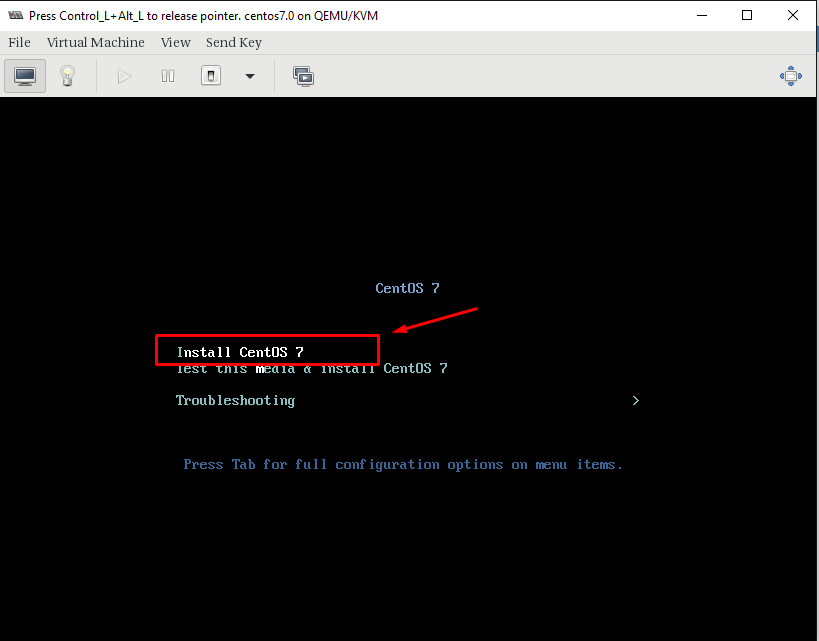 Press Control_L+Alt_L to release pointer. centos7.0 on QEMU/KVM
File Virtual Machine View Send Key
CentOS 7
Install CentOS 7
Test this media & install CentOS 7
Troubleshooting >
Press Tab for full configuration options on menu items.